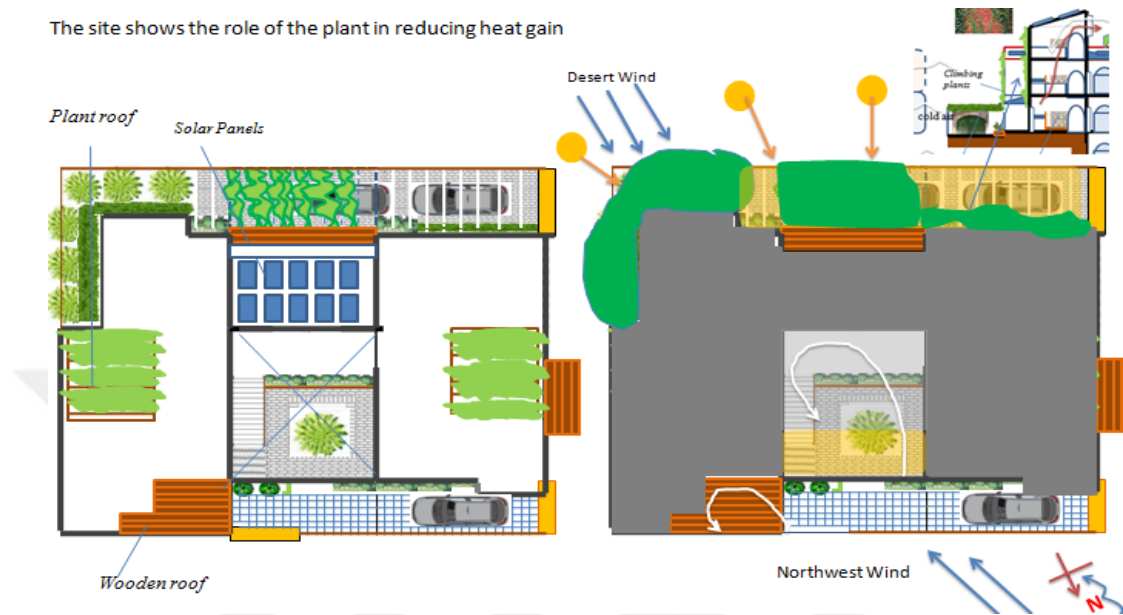 The site shows the role of the plant in reducing heat gain
Desert Wind
Climbing
plants
Plant roof
Solar Panels
cold air
Northwest Wind
Wooden roof
N